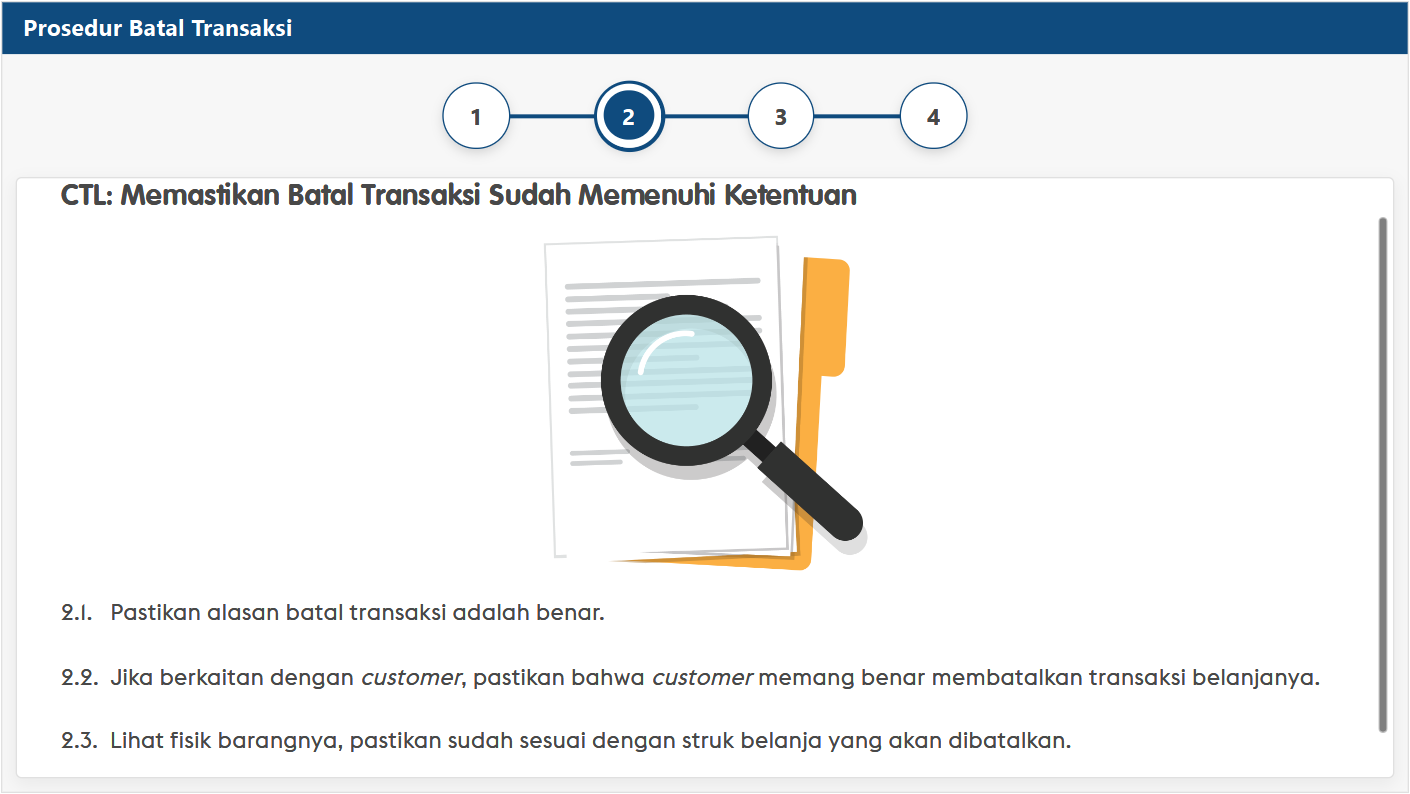 Prosedur Batal Transaksi
1 2 3 4
CTL: Memastikan Batal Transaksi Sudah Memenuhi Ketentuan
2.1. Pastikan alasan batal transaksi adalah benar.
2.2. Jika berkaitan dengan customer, pastikan bahwa customer memang benar membatalkan transaksi belanjanya.
2.3. Lihat fisik barangnya, pastikan sudah sesuai dengan struk belanja yang akan dibatalkan.